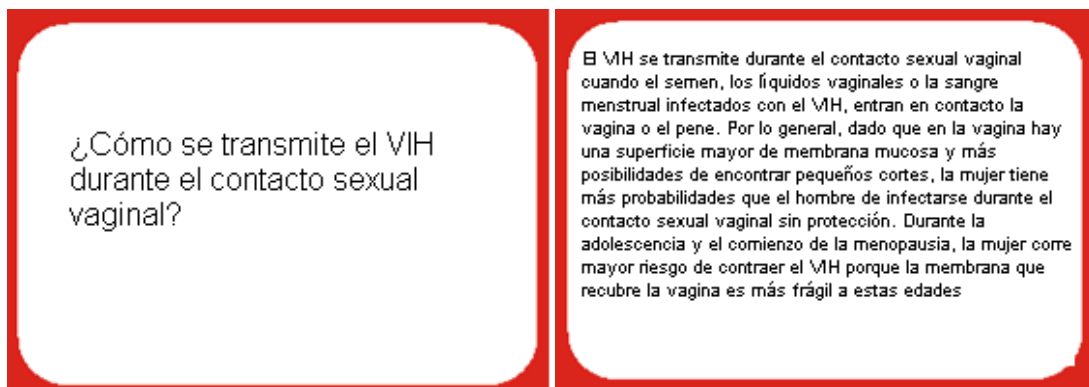 ¿Cómo se transmite el VIH
durante el contacto sexual
vaginal?
El VIH se transmite durante el contacto sexual vaginal
cuando el semen, los líquidos vaginales o la sangre
menstrual infectados con el VIH, entran en contacto la
vagina o el pene. Por lo general, dado que en la vagina hay
una superficie mayor de membrana mucosa y más
posibilidades de encontrar pequeños cortes, la mujer tiene
más probabilidades que el hombre de infectarse durante el
contacto sexual vaginal sin protección. Durante la
adolescencia y el comienzo de la menopausia, la mujer corre
mayor riesgo de contraer el VIH porque la membrana que
recubre la vagina es más frágil a estas edades